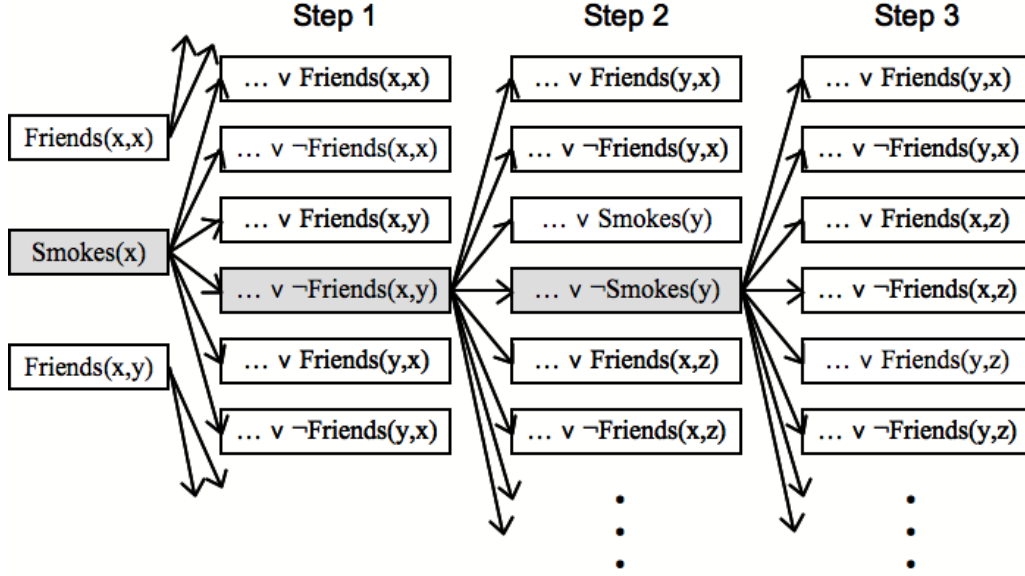 Step 1
Step 2
Step 3
Friends(x,x)
Smokes(x)
Friends(x,y)
... ∨ Friends(x,x)
... ∨ ¬Friends(x,x)
... ∨ Friends(x,y)
... ∨ ¬Friends(x,y)
... ∨ Friends(y,x)
... ∨ ¬Friends(y,x)
... ∨ Friends(y,x)
... ∨ ¬Friends(y,x)
... ∨ Smokes(y)
... ∨ ¬Smokes(y)
... ∨ Friends(x,z)
... ∨ ¬Friends(x,z)
... ∨ Friends(y,x)
... ∨ ¬Friends(y,x)
... ∨ Friends(x,z)
... ∨ ¬Friends(x,z)
... ∨ Friends(y,z)
... ∨ ¬Friends(y,z)